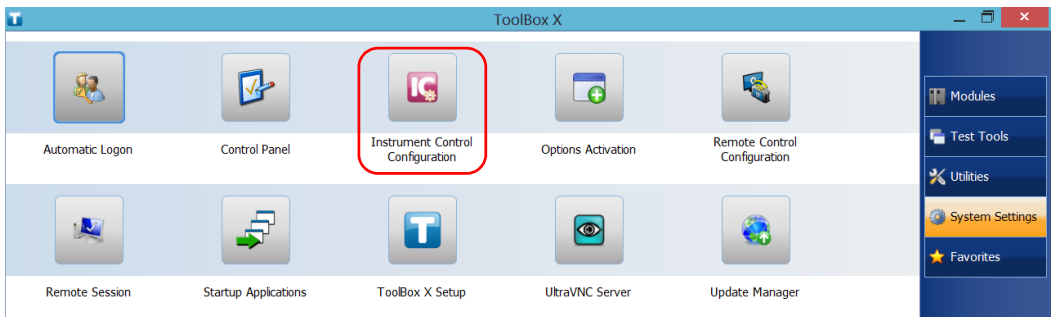 T
ToolBox X
IC
Automatic Logon
Control Panel
Instrument Control
Configuration
Options Activation
Remote Control
Configuration
T
Remote Session
Startup Applications
ToolBox X Setup
UltraVNC Server
Update Manager
Modules
Test Tools
Utilities
System Settings
Favorites